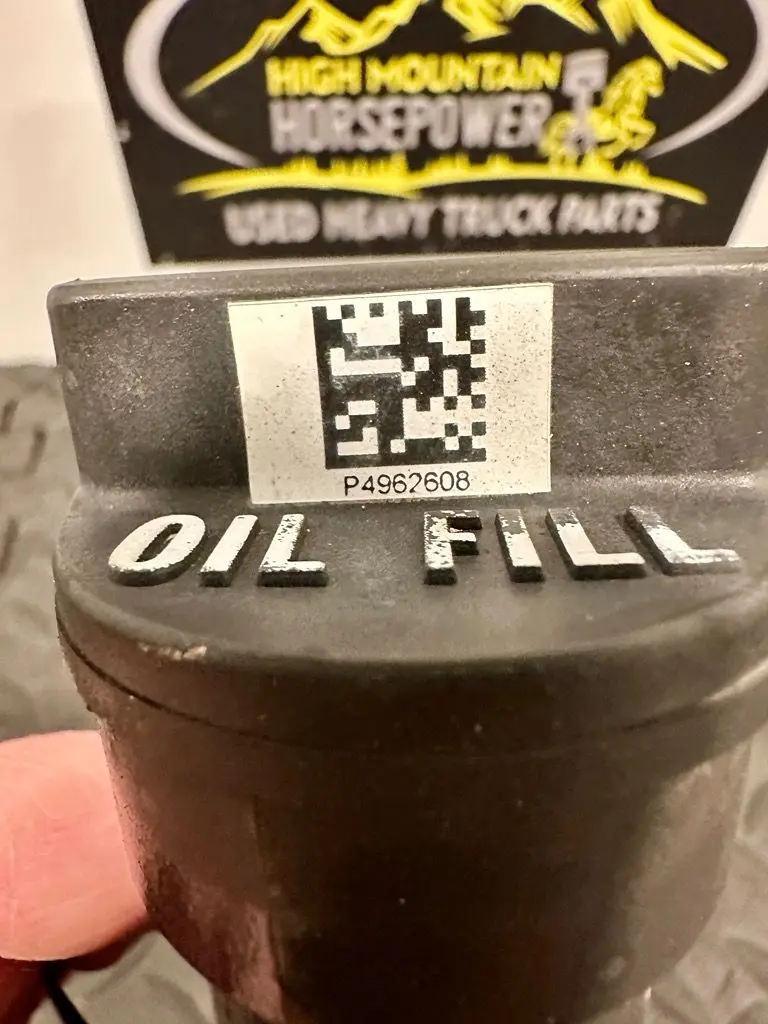 HIGH MOUNTAIN
HORSEPOWER
USED HEAVY TRUCK PARTS
P4962608
OIL FILL